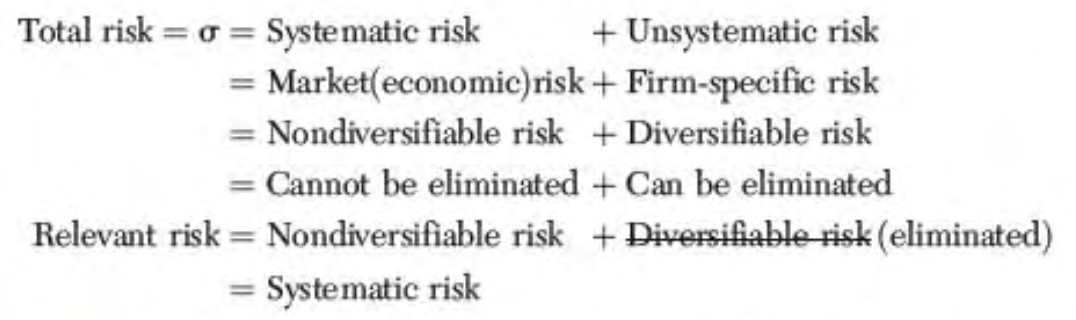 Total risk = σ = Systematic risk + Unsystematic risk
= Market(economic)risk + Firm-specific risk
= Nondiversifiable risk + Diversifiable risk
= Cannot be eliminated + Can be eliminated
Relevant risk = Nondiversifiable risk + Diversifiable risk (eliminated)
= Systematic risk